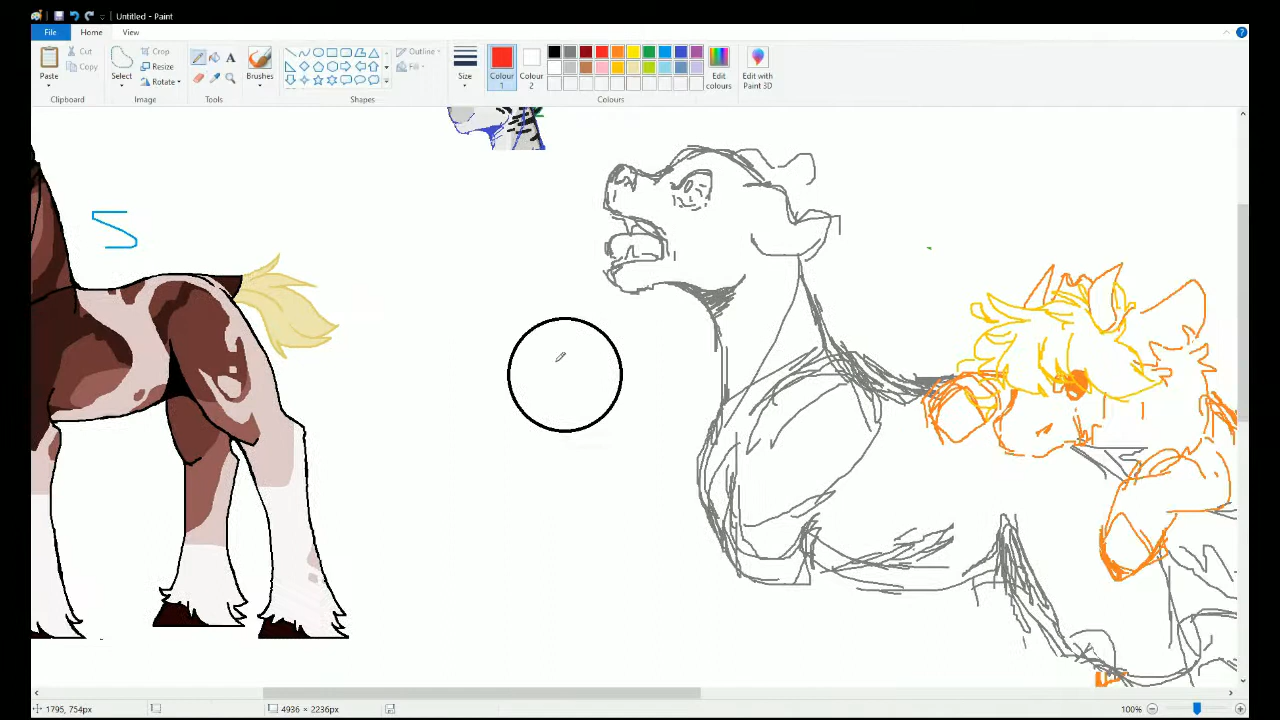 Untitled - Paint
File Home View
Paste
Cut
Copy
Clipboard
Select
Crop
Resize
Rotate
Image
A
Tools
Brushes
Outline
Fill
Shapes
Size
Colour 1
Colour 2
Edit colours
Colours
Edit with Paint 3D
S
1795, 754px
4936 × 2236px
100%